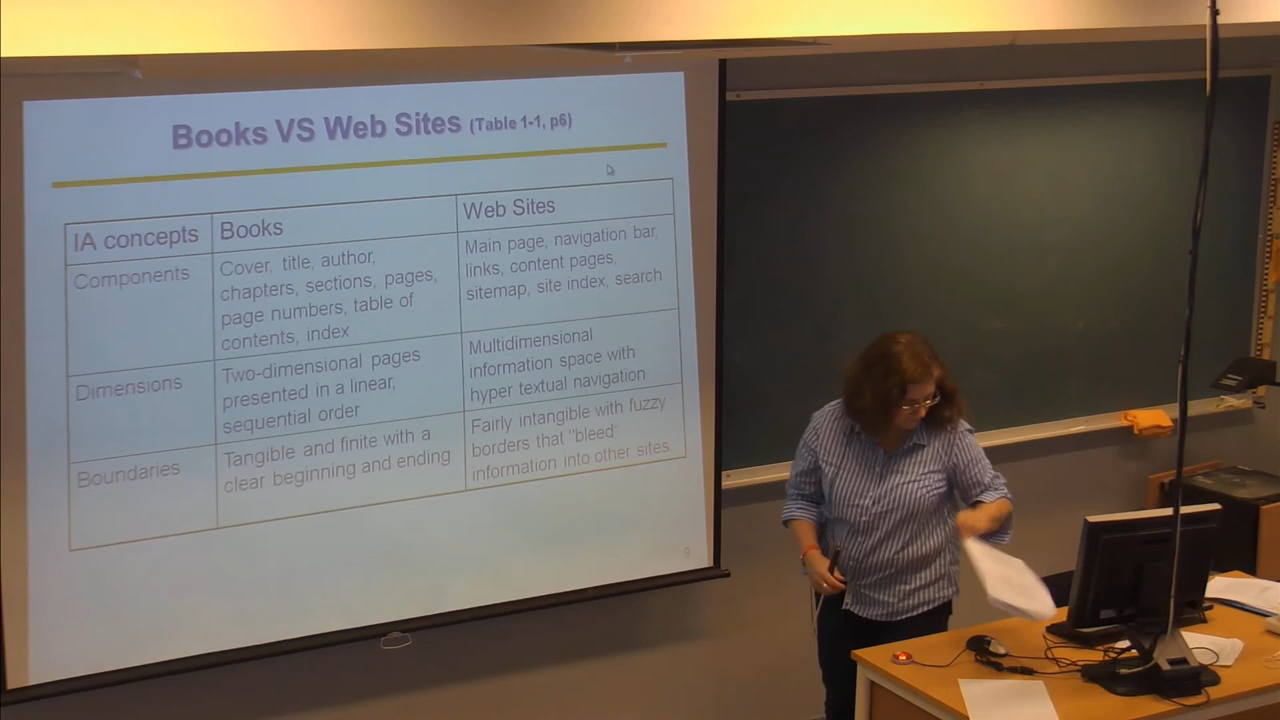 Books VS Web Sites (Table 1-1, p6)
IA concepts
Books
Web Sites
Components
Cover, title, author,
chapters, sections, pages,
page numbers, table of
contents, index
Main page, navigation bar,
links, content pages,
sitemap, site index, search
Dimensions
Two-dimensional pages
presented in a linear,
sequential order
Multidimensional
information space with
hyper textual navigation
Boundaries
Tangible and finite with a
clear beginning and ending
Fairly intangible with fuzzy
borders that "bleed"
information into other sites
9